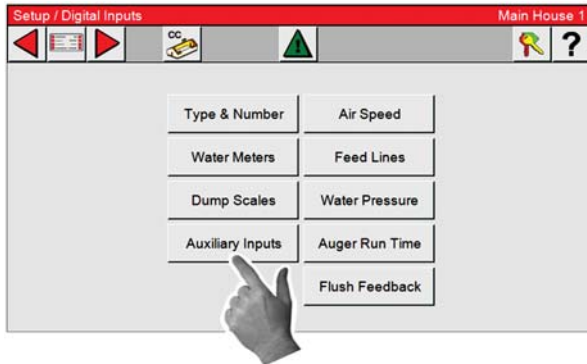 Setup / Digital Inputs Main House 1
CC
?
Type & Number Air Speed
Water Meters Feed Lines
Dump Scales Water Pressure
Auxiliary Inputs Auger Run Time
Flush Feedback